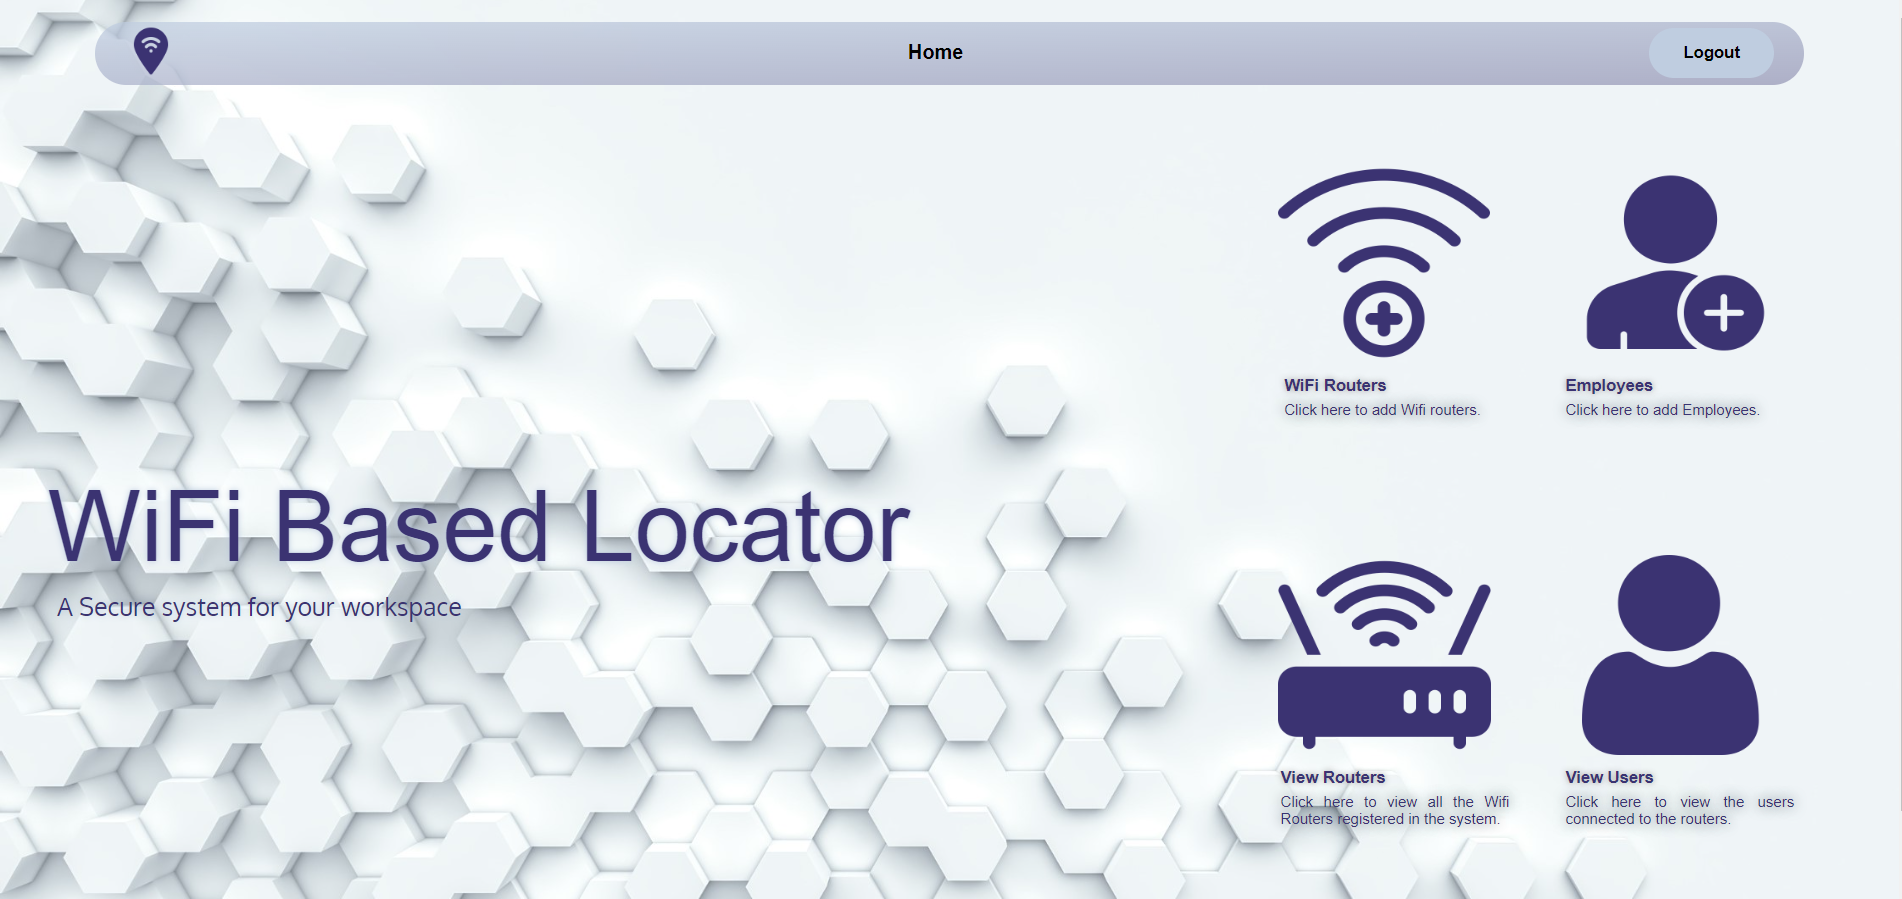 Home
Logout
WiFi Routers
Click here to add Wifi routers.
Employees
Click here to add Employees.
WiFi Based Locator
A Secure system for your workspace
View Routers
Click here to view all the Wifi
Routers registered in the system.
View Users
Click here to view the users
connected to the routers.